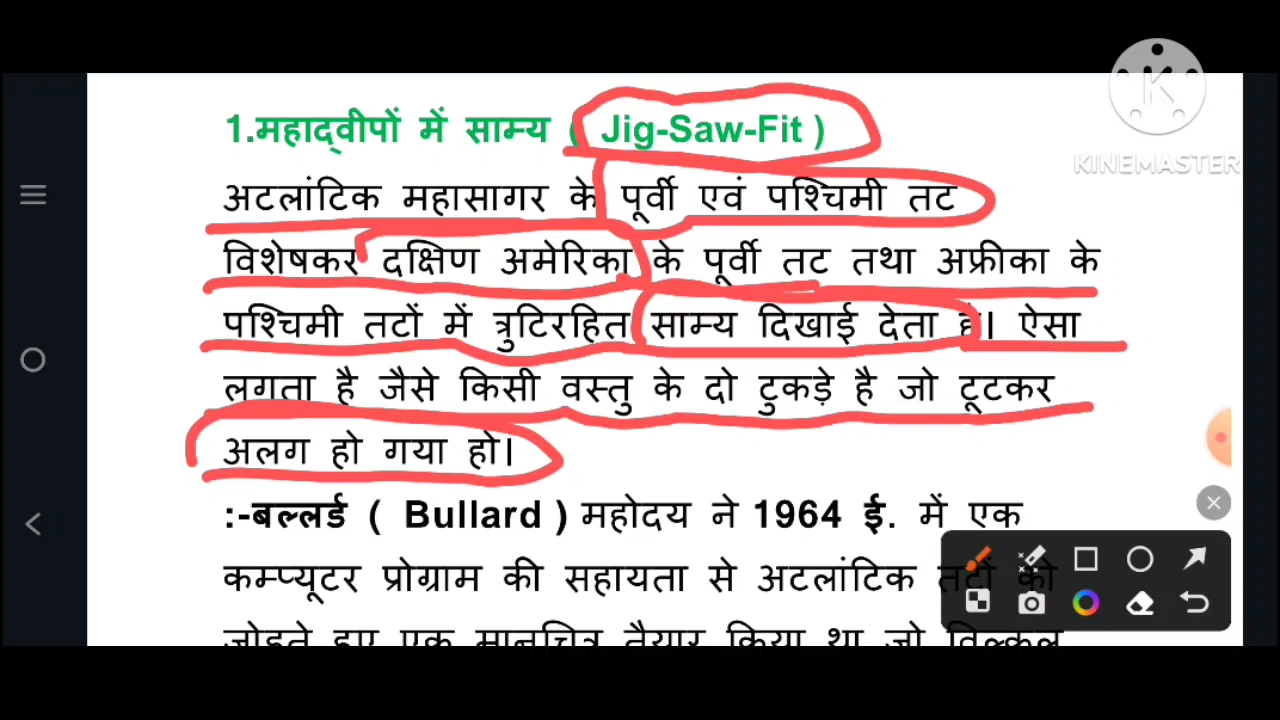 1.महाद्वीपों में साम्य ( Jig-Saw-Fit )
अटलांटिक महासागर के पूर्वी एवं पश्चिमी तट
विशेषकर दक्षिण अमेरिका के पूर्वी तट तथा अफ्रीका के
पश्चिमी तटों में त्रुटिरहित साम्य दिखाई देता है। ऐसा
लगता है जैसे किसी वस्तु के दो टुकड़े है जो टूटकर
अलग हो गया हो।
:-बल्लर्ड ( Bullard ) महोदय ने 1964 ई. में एक
कम्प्यूटर प्रोग्राम की सहायता से अटलांटिक तटों को
जोड़ते हुए एक मानचित्र तैयार किया था जो
K
KINEMASTER